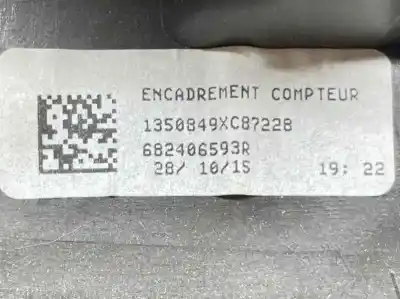 ENCADREMENT COMPTEUR
1350849XC87228
682406593R
28/ 10/15 19: 22